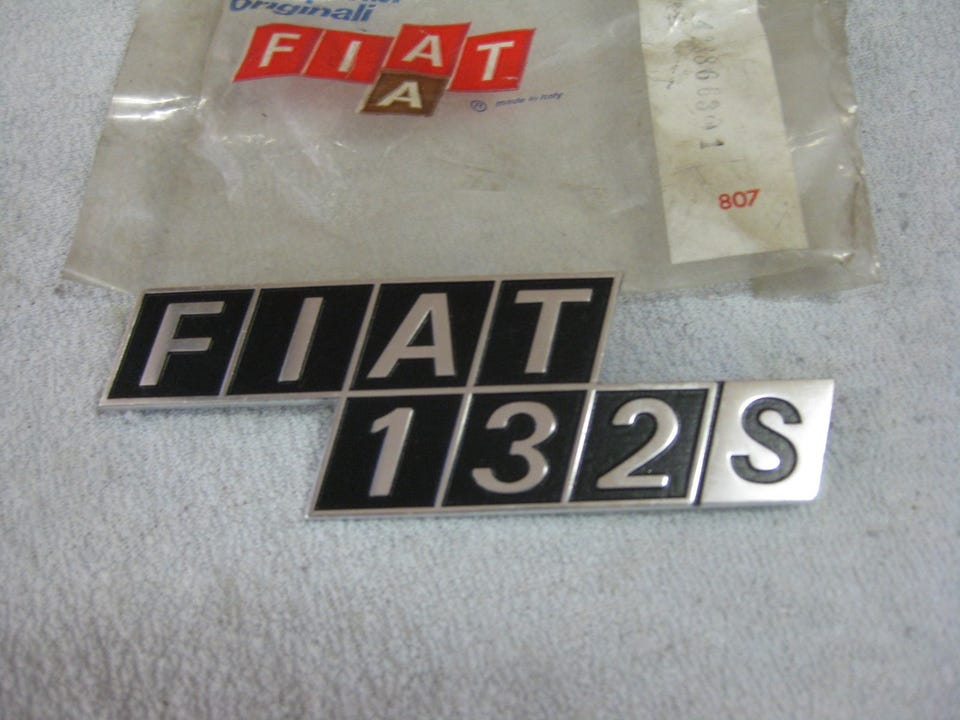 Originali
FIAT
A
® made in Italy
807
FIAT
132S